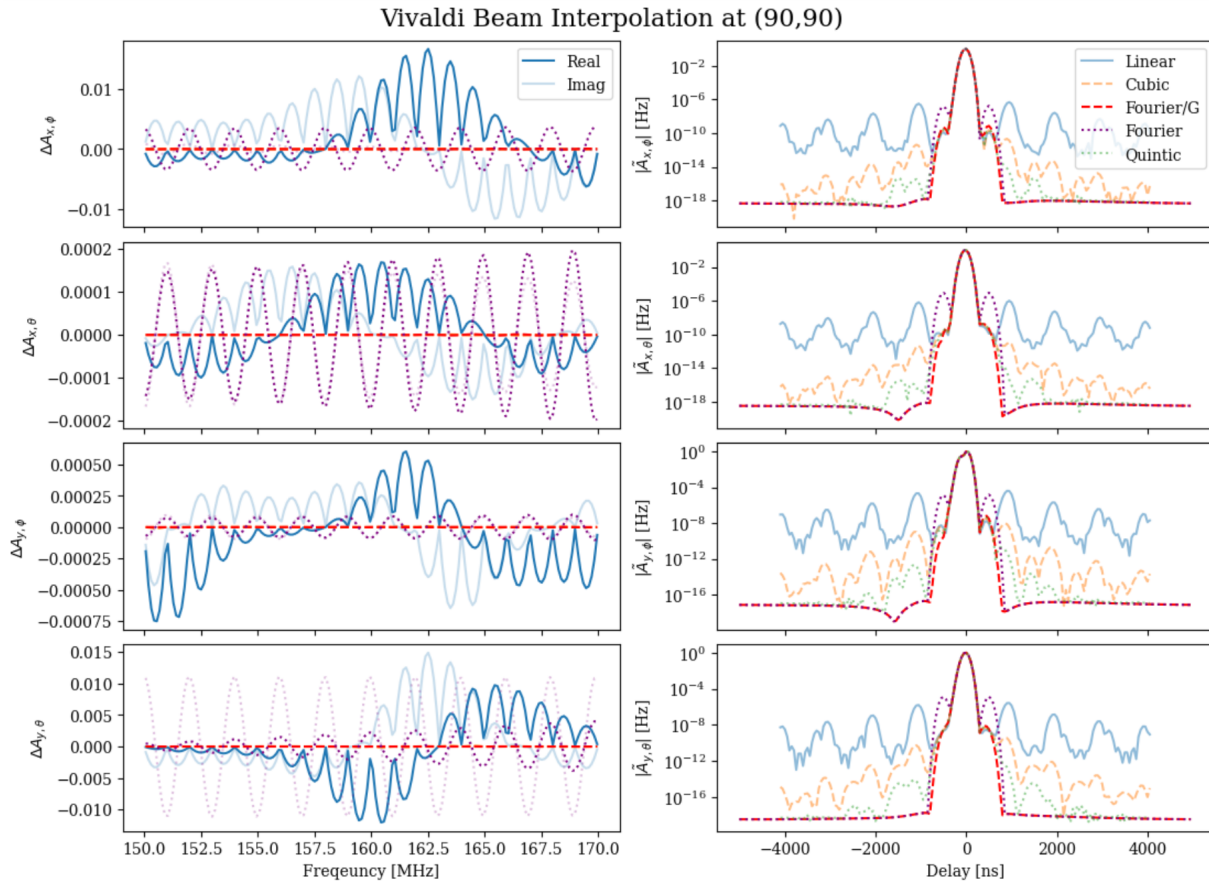 Vivaldi Beam Interpolation at (90,90)
ΔA_{x,ϕ}
0.01
0.00
−0.01
Real
Imag
|Ã_{x,ϕ}| [Hz]
10^{−2}
10^{−6}
10^{−10}
10^{−14}
10^{−18}
Linear
Cubic
Fourier/G
Fourier
Quintic
ΔA_{x,θ}
0.0002
0.0001
0.0000
−0.0001
−0.0002
|Ã_{x,θ}| [Hz]
10^{−2}
10^{−6}
10^{−10}
10^{−14}
10^{−18}
ΔA_{y,ϕ}
0.00050
0.00025
0.00000
−0.00025
−0.00050
−0.00075
|Ã_{y,ϕ}| [Hz]
10^{0}
10^{−4}
10^{−8}
10^{−12}
10^{−16}
ΔA_{y,θ}
0.015
0.010
0.005
0.000
−0.005
−0.010
|Ã_{y,θ}| [Hz]
10^{0}
10^{−4}
10^{−8}
10^{−12}
10^{−16}
150.0 152.5 155.0 157.5 160.0 162.5 165.0 167.5 170.0
Freqeuncy [MHz]
−4000 −2000 0 2000 4000
Delay [ns]